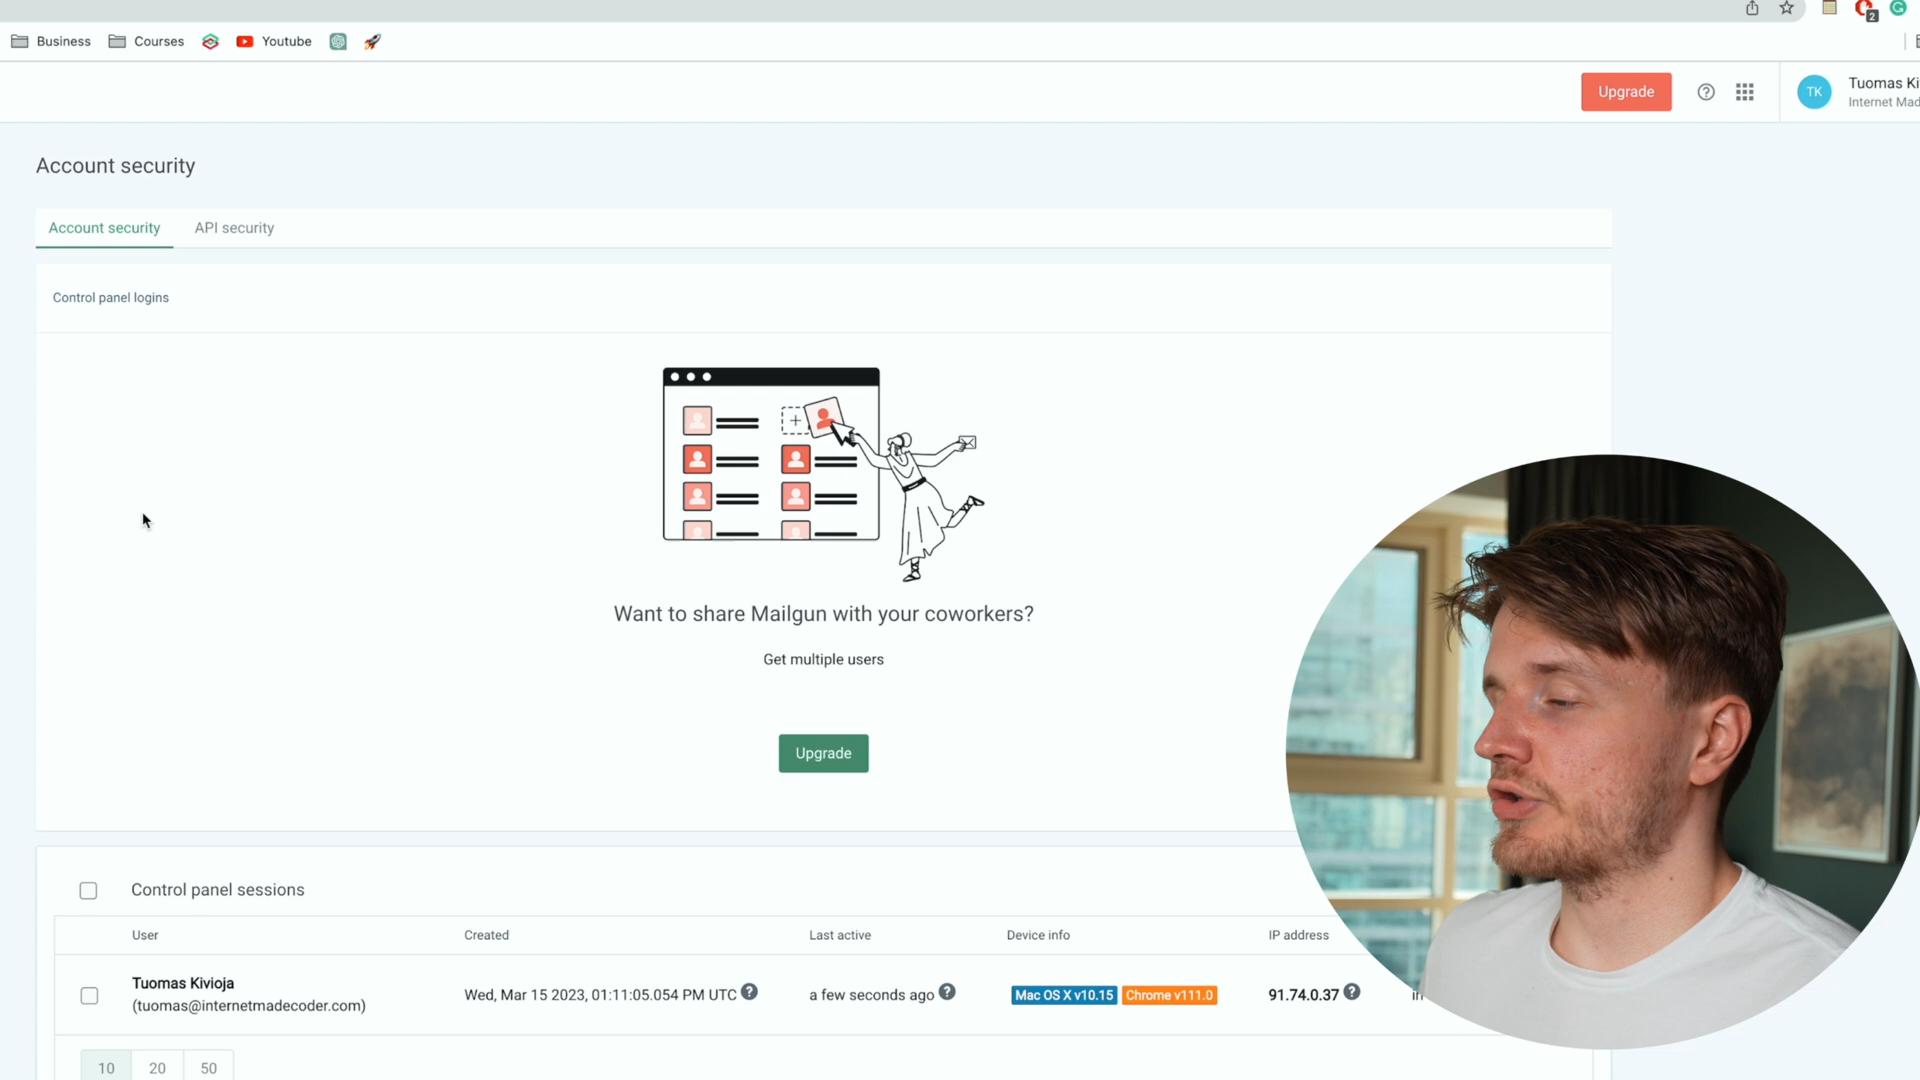 2
Business Courses Youtube
Upgrade TK Tuomas Ki
Internet Mad
Account security
Account security API security
Control panel logins
Want to share Mailgun with your coworkers?
Get multiple users
Upgrade
Control panel sessions
User Created Last active Device info IP address
Tuomas Kivioja
(tuomas@internetmadecoder.com)
Wed, Mar 15 2023, 01:11:05.054 PM UTC ? a few seconds ago ? Mac OS X v10.15 Chrome v111.0 91.74.0.37 ?
10 20 50